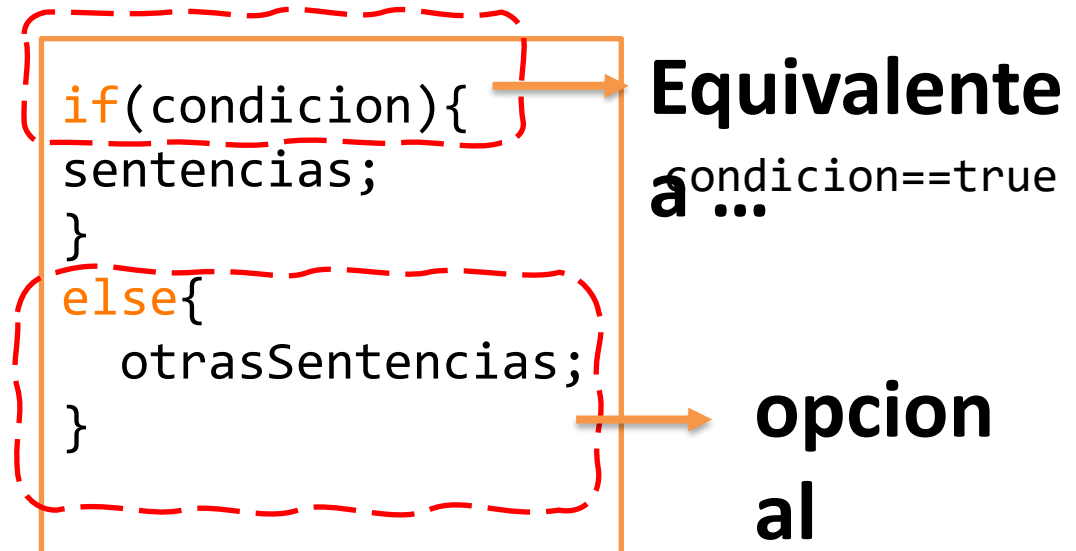 if(condicion){
sentencias;
}
else{
otrasSentencias;
}
Equivalente
a ...
condicion==true
opcion
al